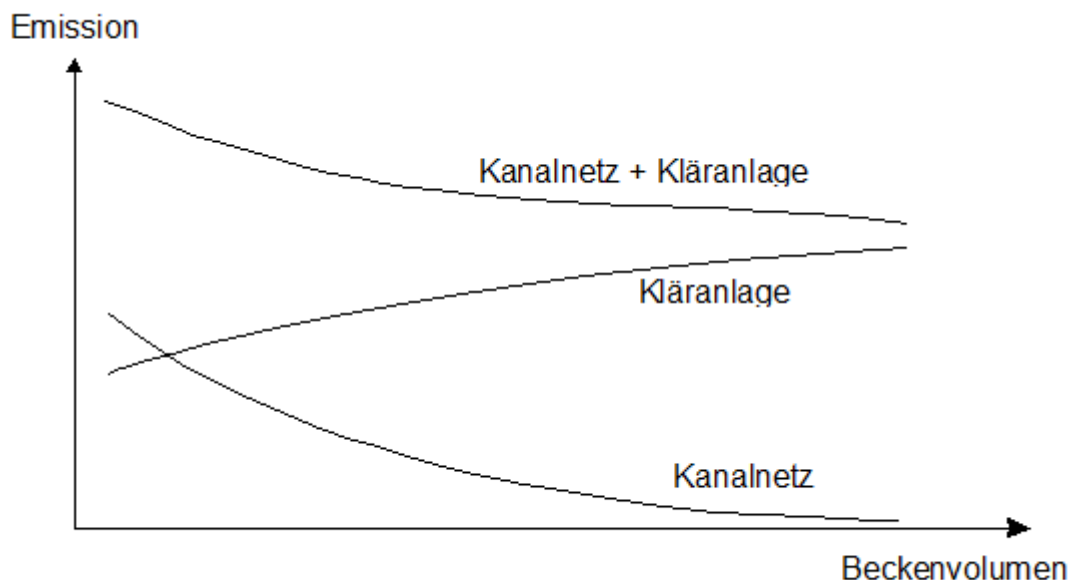 Emission
Kanalnetz + Kläranlage
Kläranlage
Kanalnetz
Beckenvolumen